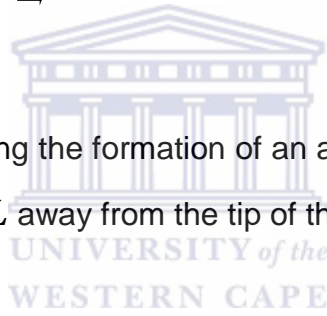 ng the formation of an a
L away from the tip of th
UNIVERSITY of the
WESTERN CAPE